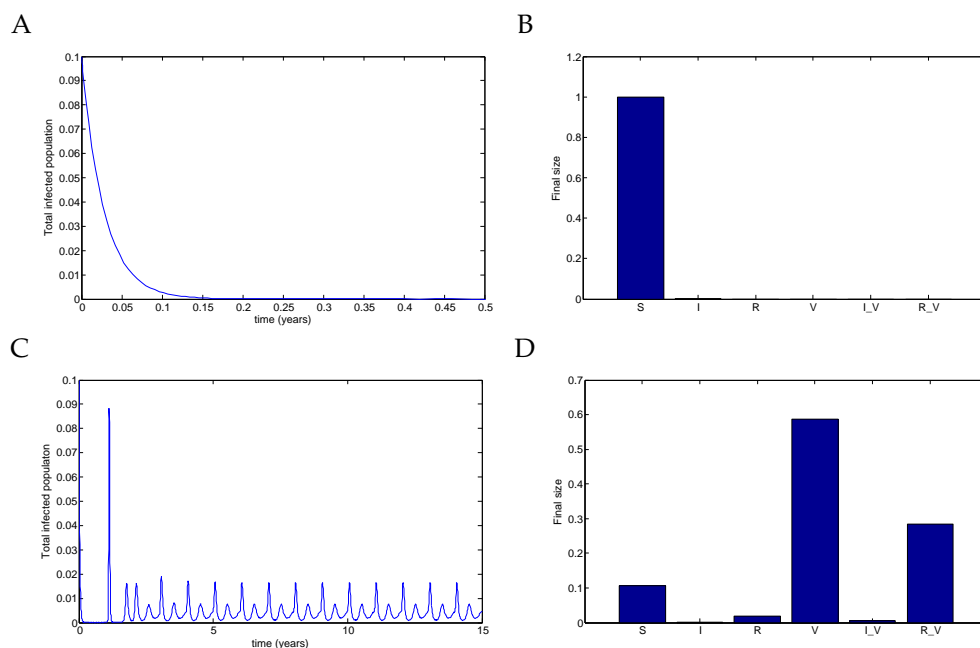 A
B
0.1
0.09
0.08
0.07
0.06
0.05
0.04
0.03
0.02
0.01
0
Total infected population
0 0.05 0.1 0.15 0.2 0.25 0.3 0.35 0.4 0.45 0.5
time (years)
1.2
1
0.8
0.6
0.4
0.2
0
Final size
S I R V I_V R_V
C
D
0.1
0.09
0.08
0.07
0.06
0.05
0.04
0.03
0.02
0.01
0
Total infected populaton
0 5 10 15
time (years)
0.7
0.6
0.5
0.4
0.3
0.2
0.1
0
Final size
S I R V I_V R_V